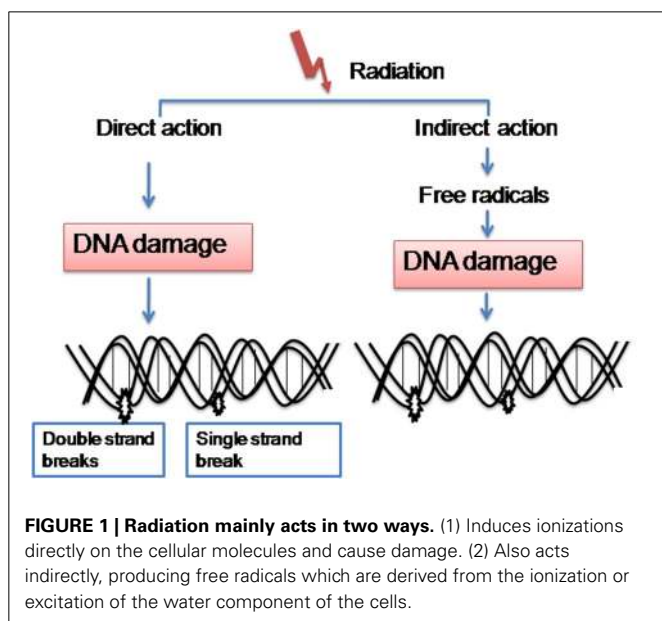 Radiation
Direct action
Indirect action
Free radicals
DNA damage
DNA damage
Double strand
breaks
Single strand
break
FIGURE 1 | Radiation mainly acts in two ways. (1) Induces ionizations
directly on the cellular molecules and cause damage. (2) Also acts
indirectly, producing free radicals which are derived from the ionization or
excitation of the water component of the cells.